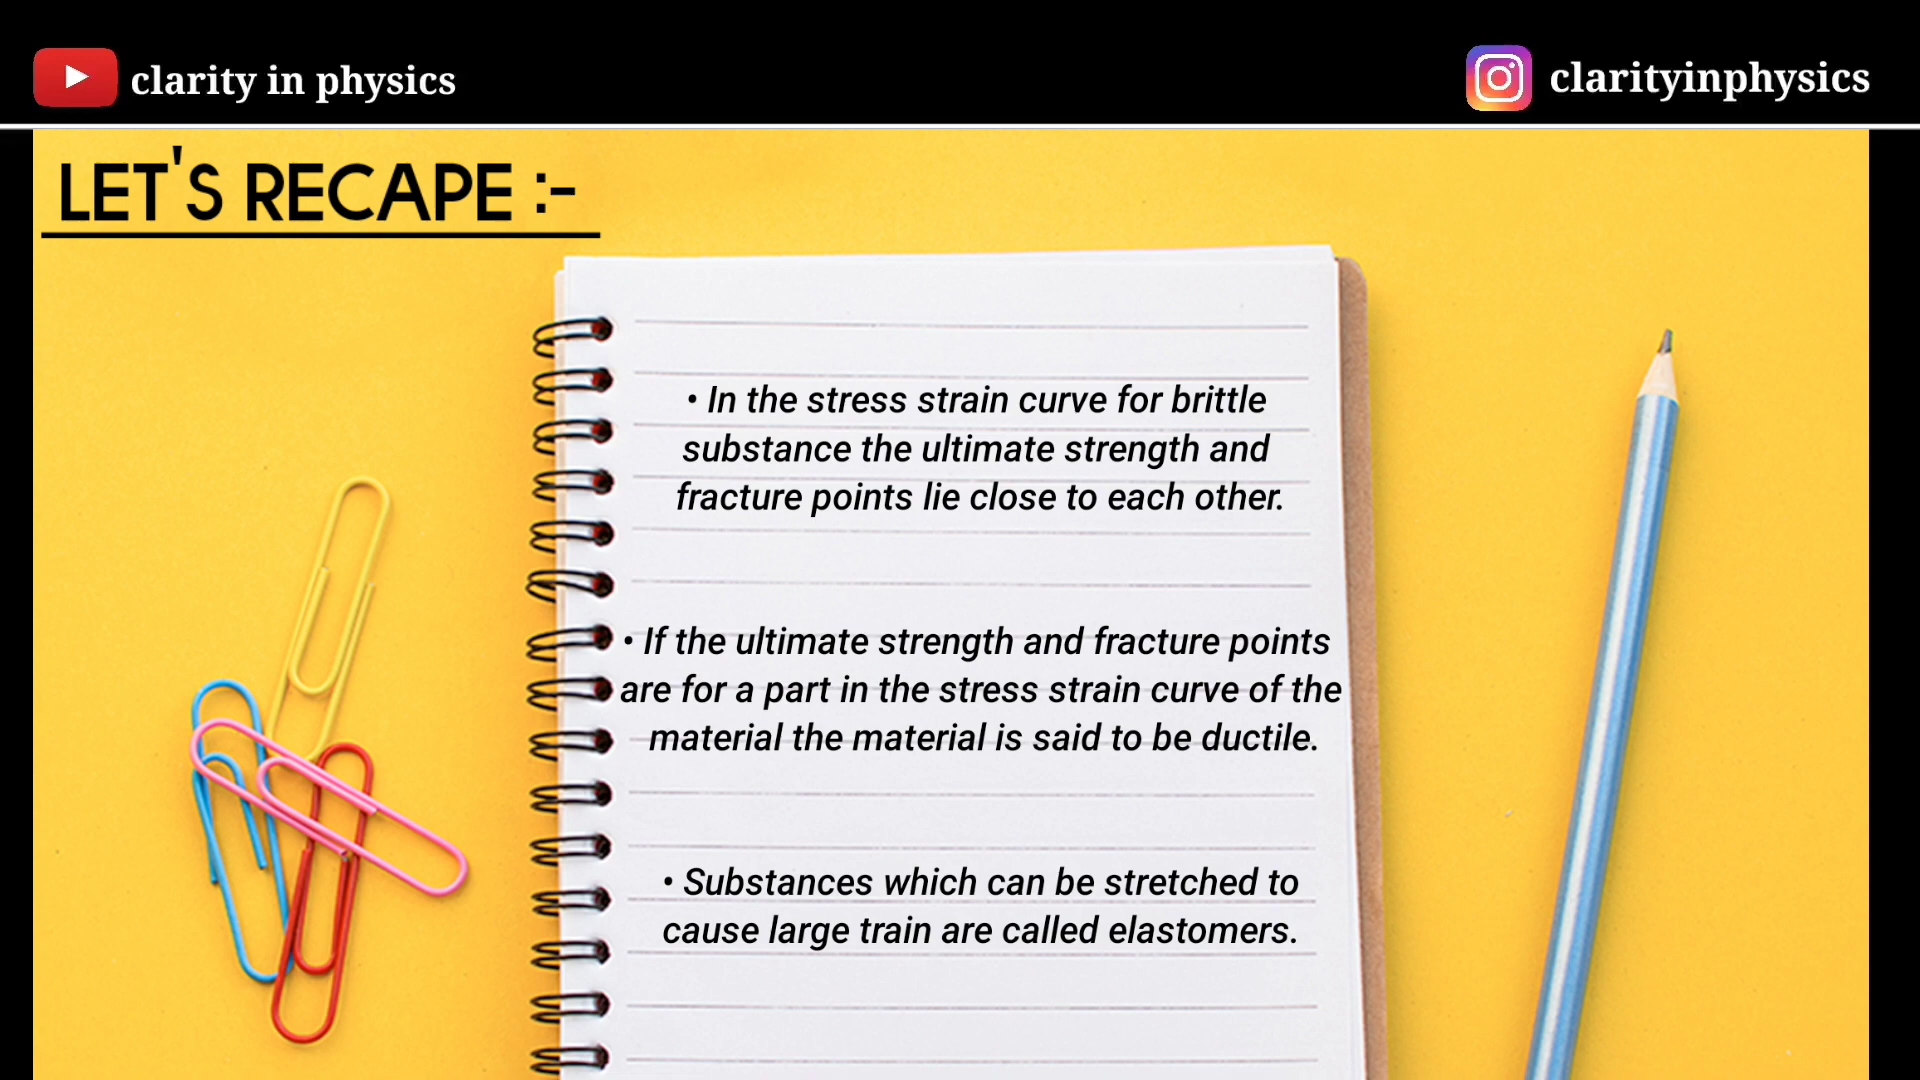 clarity in physics
clarityinphysics
LET'S RECAPE :-
• In the stress strain curve for brittle
substance the ultimate strength and
fracture points lie close to each other.
• If the ultimate strength and fracture points
are for a part in the stress strain curve of the
material the material is said to be ductile.
• Substances which can be stretched to
cause large train are called elastomers.